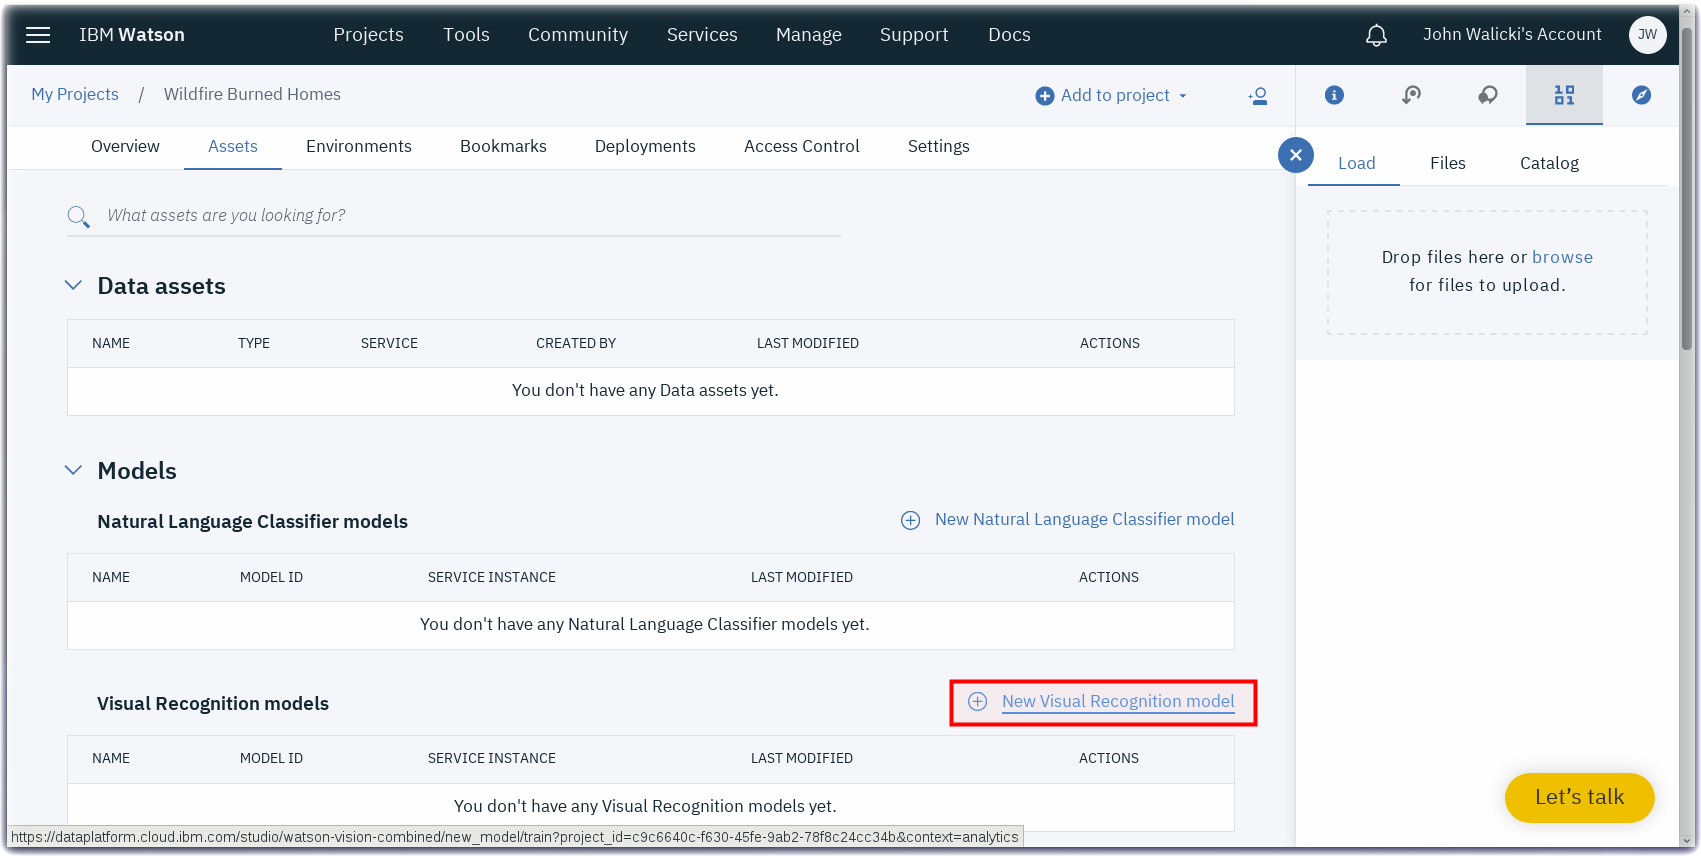 IBM Watson Projects Tools Community Services Manage Support Docs John Walicki's Account JW
My Projects / Wildfire Burned Homes Add to project
Overview Assets Environments Bookmarks Deployments Access Control Settings
Load Files Catalog
What assets are you looking for?
Drop files here or browse
for files to upload.
Data assets
NAME TYPE SERVICE CREATED BY LAST MODIFIED ACTIONS
You don't have any Data assets yet.
Models
Natural Language Classifier models New Natural Language Classifier model
NAME MODEL ID SERVICE INSTANCE LAST MODIFIED ACTIONS
You don't have any Natural Language Classifier models yet.
Visual Recognition models New Visual Recognition model
NAME MODEL ID SERVICE INSTANCE LAST MODIFIED ACTIONS
You don't have any Visual Recognition models yet.
Let's talk
https://dataplatform.cloud.ibm.com/studio/watson-vision-combined/new_model/train?project_id=c9c6640c-f630-45fe-9ab2-78f8c24cc34b&context=analytics